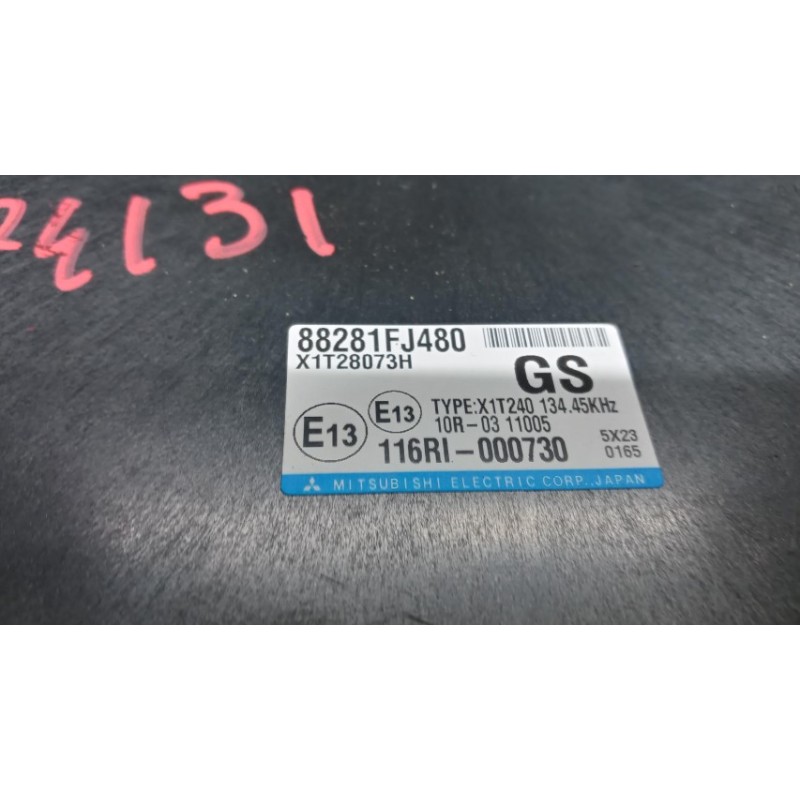 24131
88281FJ480
X1T28073H
GS
E13
E13
TYPE:X1T240 134.45KHz
10R-03 11005
116RI-000730
5X23
0165
MITSUBISHI ELECTRIC CORP., JAPAN